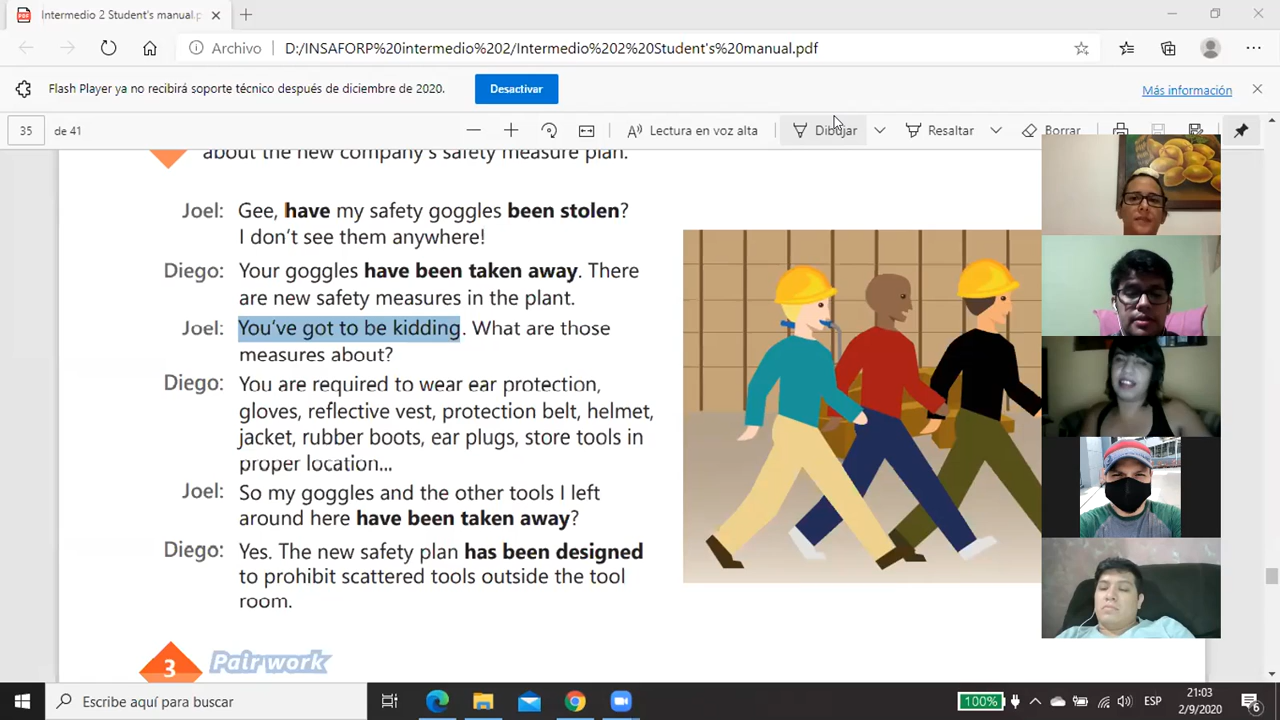 Intermedio 2 Student's manual.p
Archivo
D:/INSAFORP%20intermedio%202/Intermedio%202%20Student's%20manual.pdf
Flash Player ya no recibirá soporte técnico después de diciembre de 2020.
Desactivar
Más información
35
de 41
Lectura en voz alta
Dibujar
Resaltar
Borrar
about the new company's safety measure plan.
Joel: Gee, have my safety goggles been stolen?
I don't see them anywhere!
Diego: Your goggles have been taken away. There
are new safety measures in the plant.
Joel: You've got to be kidding. What are those
measures about?
Diego: You are required to wear ear protection,
gloves, reflective vest, protection belt, helmet,
jacket, rubber boots, ear plugs, store tools in
proper location...
Joel: So my goggles and the other tools I left
around here have been taken away?
Diego: Yes. The new safety plan has been designed
to prohibit scattered tools outside the tool
room.
3
Pair work
Escribe aquí para buscar
100%
ESP
21:03
2/9/2020
6